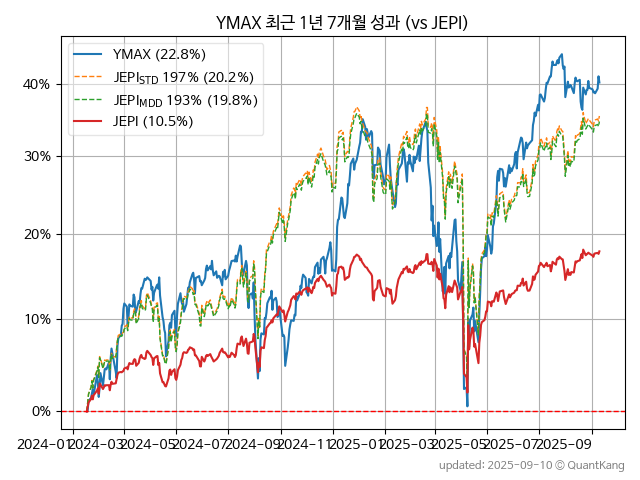 YMAX 최근 1년 7개월 성과 (vs JEPI)
YMAX (22.8%)
JEPI_STD 197% (20.2%)
JEPI_MDD 193% (19.8%)
JEPI (10.5%)
40%
30%
20%
10%
0%
2024-01 2024-03 2024-05 2024-07 2024-09 2024-11 2025-01 2025-03 2025-05 2025-07 2025-09
updated: 2025-09-10 @ QuantKang